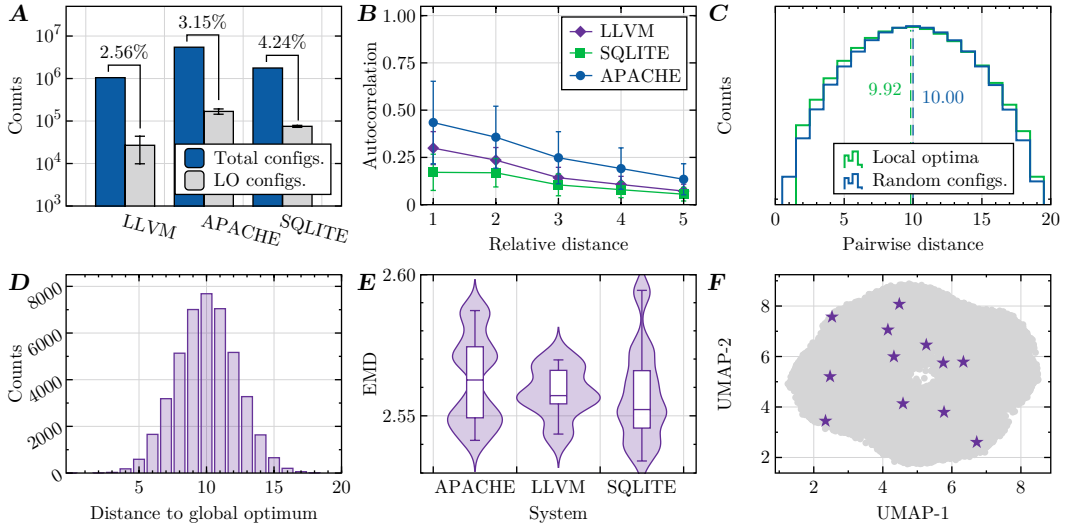 A
10^7
10^6
10^5
10^4
10^3
Counts
2.56%
3.15%
4.24%
Total configs.
LO configs.
LLVM
APACHE
SQLITE
B
1.00
0.75
0.50
0.25
0
Autocorrelation
LLVM
SQLITE
APACHE
1 2 3 4 5
Relative distance
C
Counts
9.92
10.00
Local optima
Random configs.
0 5 10 15 20
Pairwise distance
D
8000
6000
4000
2000
0
Counts
5 10 15 20
Distance to global optimum
E
2.60
2.55
EMD
APACHE LLVM SQLITE
System
F
8
6
4
2
UMAP-2
2 4 6 8
UMAP-1